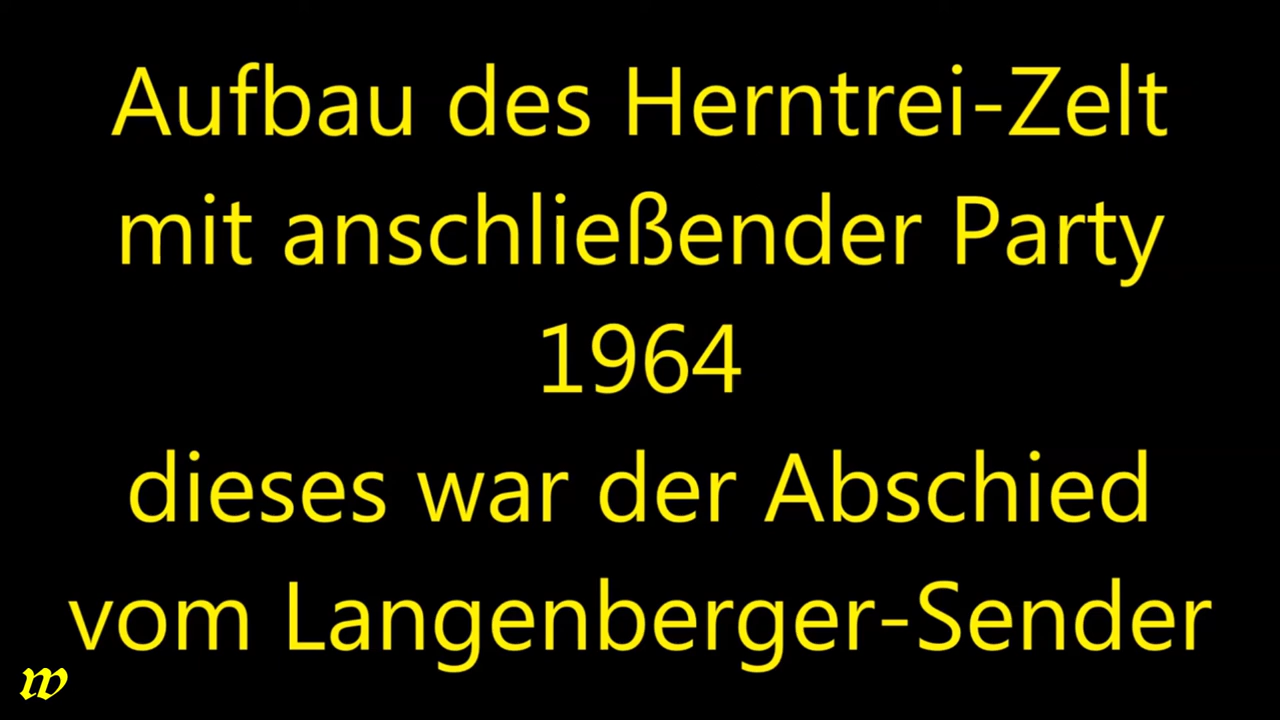 Aufbau des Herntrei-Zelt
mit anschließender Party
1964
dieses war der Abschied
vom Langenberger-Sender
w